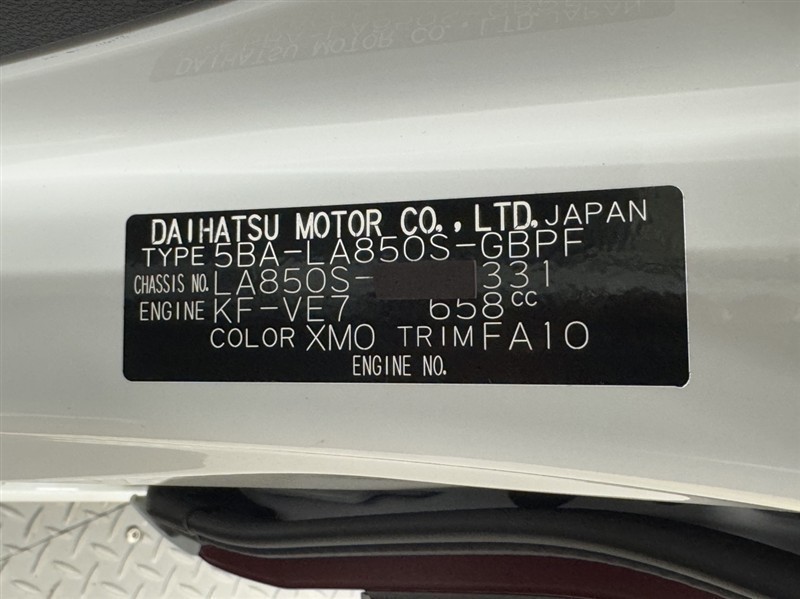 DAIHATSU MOTOR CO., LTD. JAPAN
TYPE 5BA-LA850S-GBPF
CHASSIS NO. LA850S- 331
ENGINE KF-VE7 658CC
COLOR XM0 TRIM FA10
ENGINE NO.